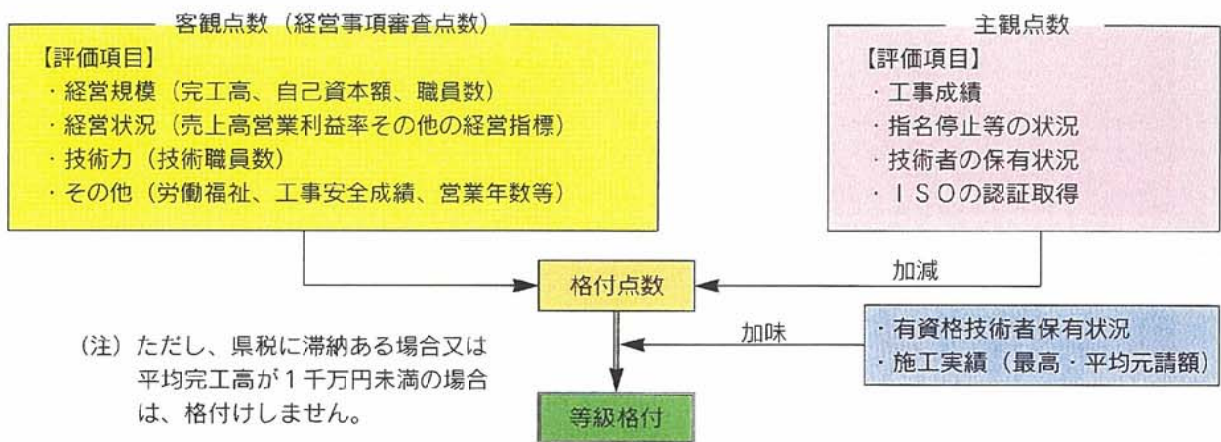 客観点数（経営事項審査点数）
【評価項目】
・経営規模（完工高、自己資本額、職員数）
・経営状況（売上高営業利益率その他の経営指標）
・技術力（技術職員数）
・その他（労働福祉、工事安全成績、営業年数等）
主観点数
【評価項目】
・工事成績
・指名停止等の状況
・技術者の保有状況
・ＩＳＯの認証取得
格付点数
加減
加味
・有資格技術者保有状況
・施工実績（最高・平均元請額）
（注）ただし、県税に滞納ある場合又は
平均完工高が１千万円未満の場合
は、格付けしません。
等級格付